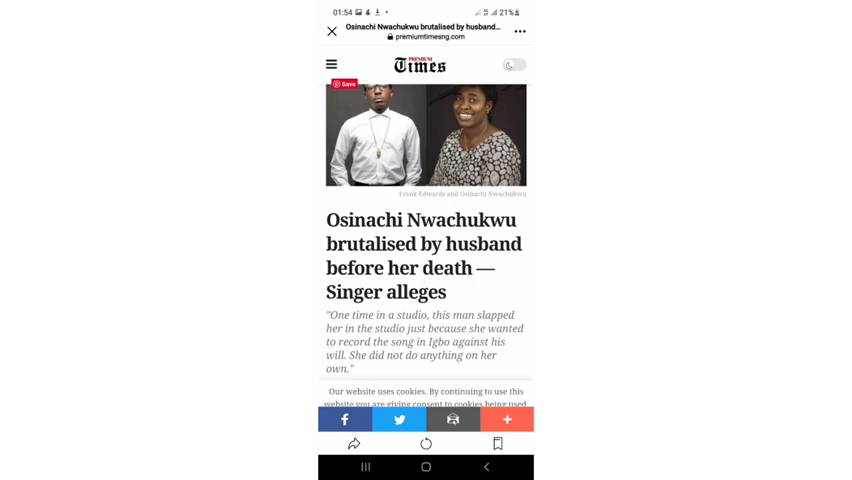 01:54
21%
Osinachi Nwachukwu brutalised by husband...
premiumtimesng.com
PREMIUM
Times
Save
Frank Edwards and Osinachi Nwachukwu
Osinachi Nwachukwu
brutalised by husband
before her death —
Singer alleges
"One time in a studio, this man slapped
her in the studio just because she wanted
to record the song in Igbo against his
will. She did not do anything on her
own."
Our website uses cookies. By continuing to use this
website you are giving consent to cookies being used.